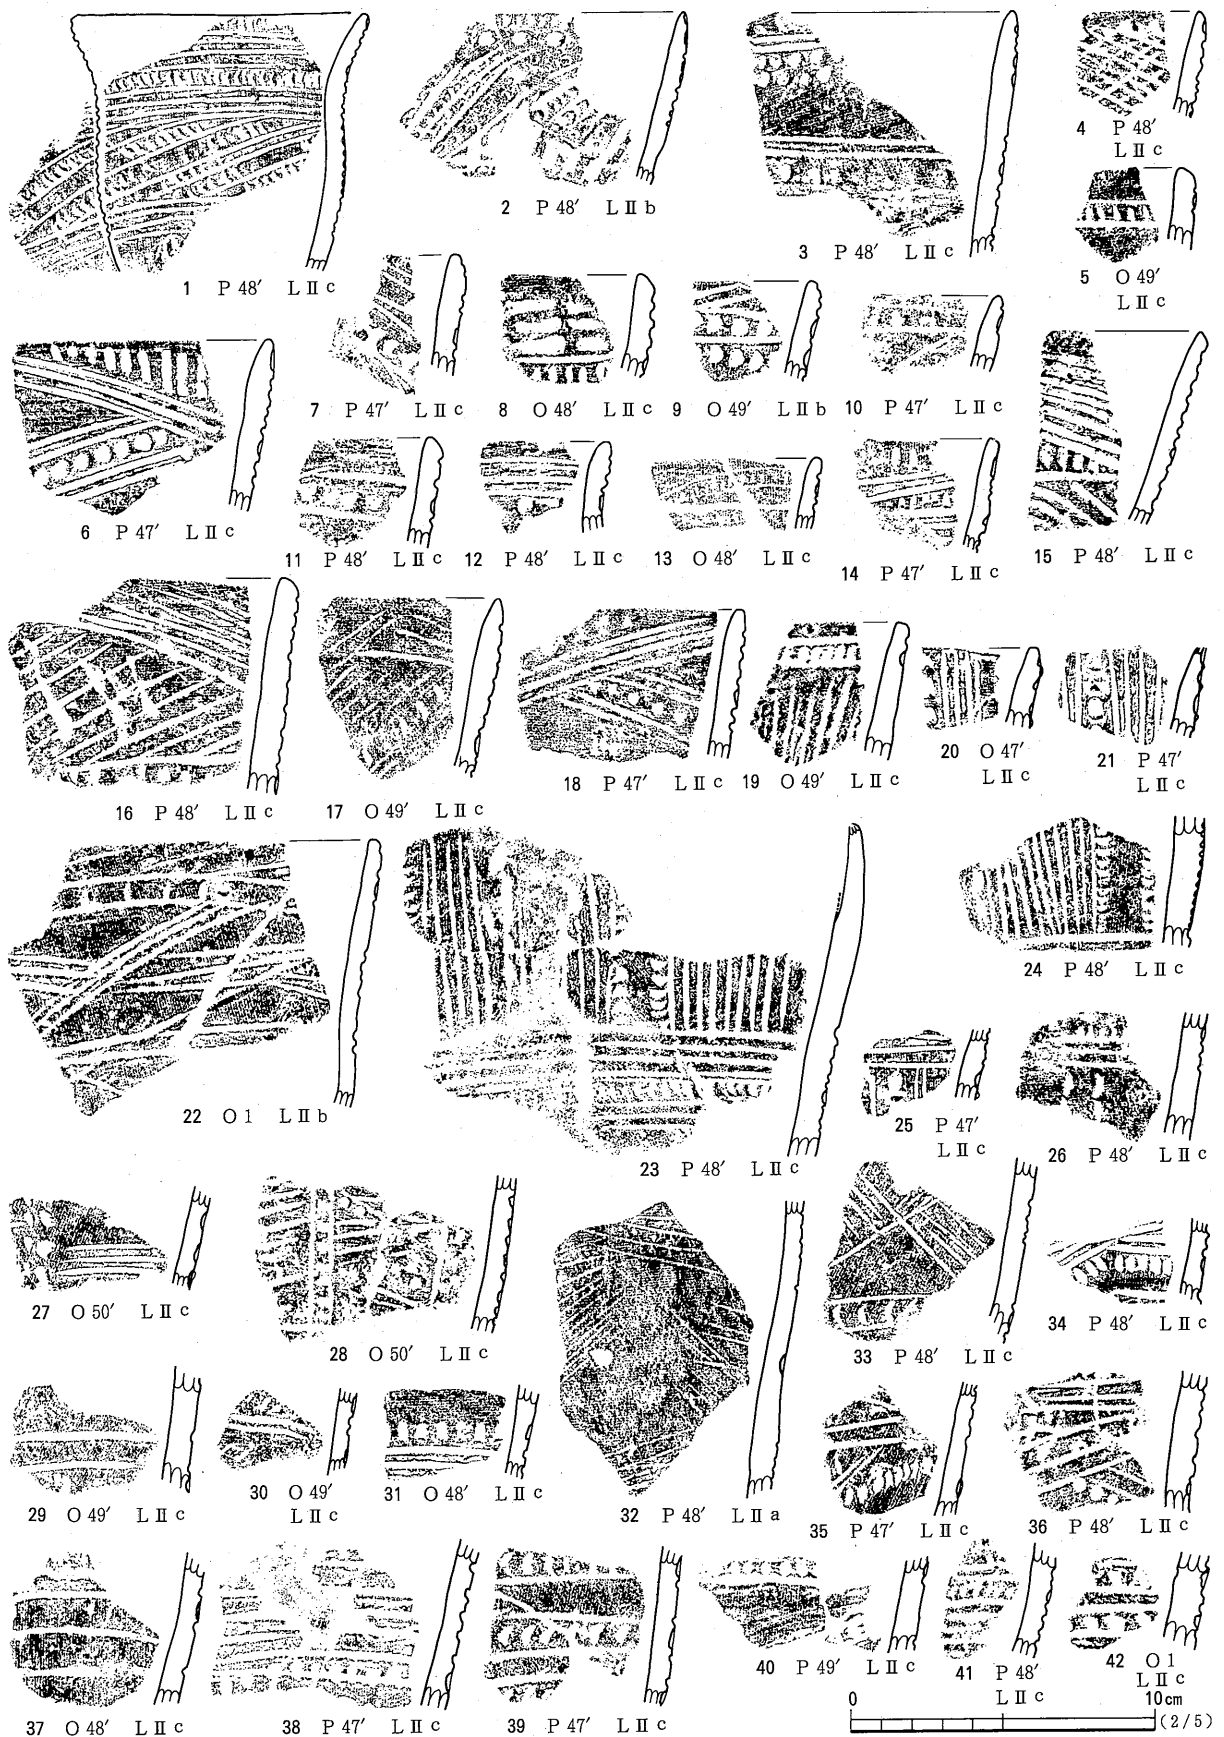 1 P 48′ L Ⅱ c
2 P 48′ L Ⅱ b
3 P 48′ L Ⅱ c
4 P 48′
L Ⅱ c
5 O 49′
L Ⅱ c
6 P 47′ L Ⅱ c
7 P 47′ L Ⅱ c
8 O 48′ L Ⅱ c
9 O 49′ L Ⅱ b
10 P 47′ L Ⅱ c
11 P 48′ L Ⅱ c
12 P 48′ L Ⅱ c
13 O 48′ L Ⅱ c
14 P 47′ L Ⅱ c
15 P 48′ L Ⅱ c
16 P 48′ L Ⅱ c
17 O 49′ L Ⅱ c
18 P 47′ L Ⅱ c
19 O 49′ L Ⅱ c
20 O 47′
L Ⅱ c
21 P 47′
L Ⅱ c
22 O 1 L Ⅱ b
23 P 48′ L Ⅱ c
24 P 48′ L Ⅱ c
25 P 47′
L Ⅱ c
26 P 48′ L Ⅱ c
27 O 50′ L Ⅱ c
28 O 50′ L Ⅱ c
29 O 49′ L Ⅱ c
30 O 49′
L Ⅱ c
31 O 48′ L Ⅱ c
32 P 48′ L Ⅱ a
33 P 48′ L Ⅱ c
34 P 48′ L Ⅱ c
35 P 47′ L Ⅱ c
36 P 48′ L Ⅱ c
37 O 48′ L Ⅱ c
38 P 47′ L Ⅱ c
39 P 47′ L Ⅱ c
40 P 49′ L Ⅱ c
41 P 48′
L Ⅱ c
42 O 1
L Ⅱ c
0 10cm
(2/5)